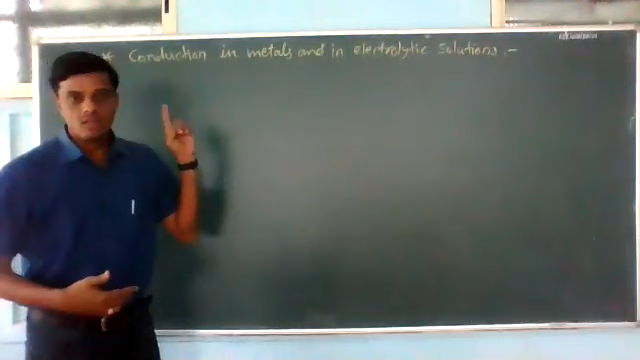 * Conduction in metals and in electrolytic solutions :-